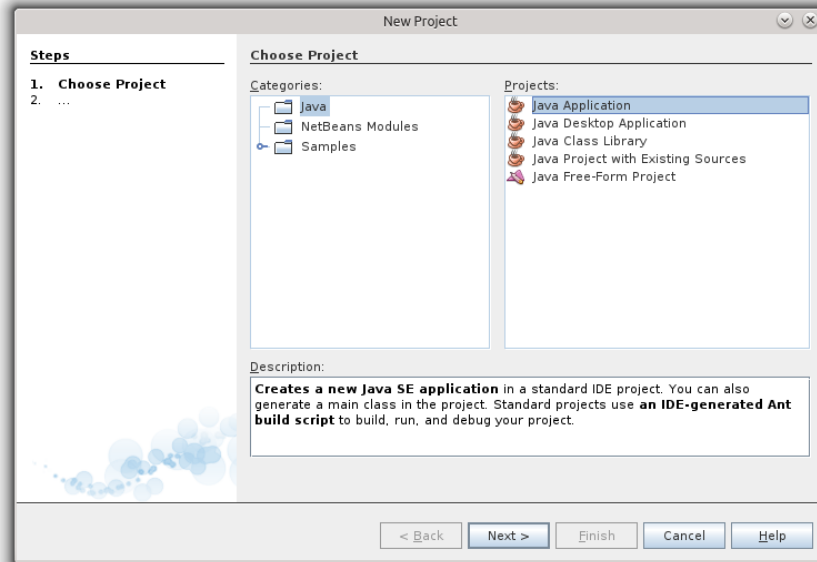 New Project
Steps
1. Choose Project
2. ...
Choose Project
Categories:
Java
NetBeans Modules
Samples
Projects:
Java Application
Java Desktop Application
Java Class Library
Java Project with Existing Sources
Java Free-Form Project
Description:
Creates a new Java SE application in a standard IDE project. You can also
generate a main class in the project. Standard projects use an IDE-generated Ant
build script to build, run, and debug your project.
< Back
Next >
Finish
Cancel
Help